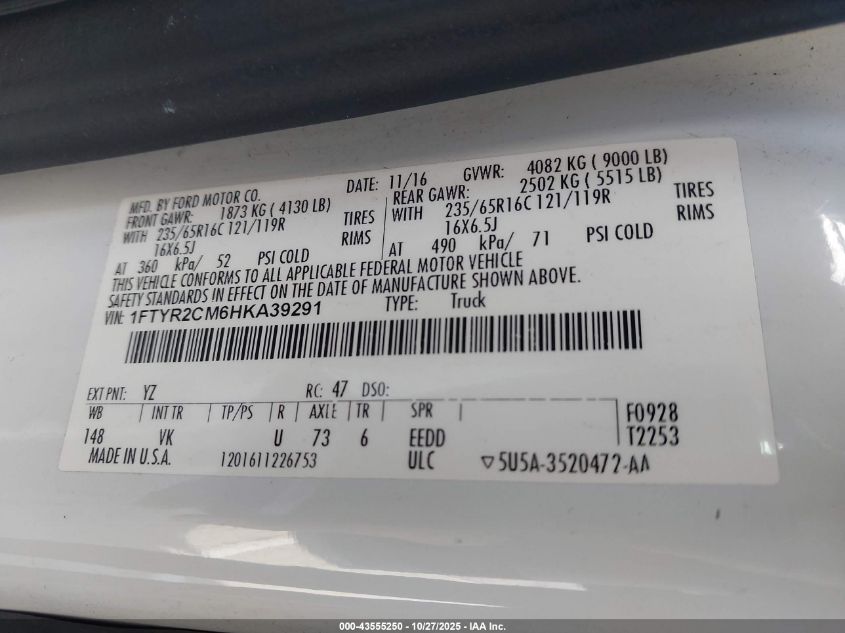 MFD. BY FORD MOTOR CO. DATE: 11/16 GVWR: 4082 KG ( 9000 LB)
FRONT GAWR: 1873 KG ( 4130 LB) REAR GAWR: 2502 KG ( 5515 LB)
WITH 235/65R16C 121/119R TIRES WITH 235/65R16C 121/119R TIRES
16X6.5J RIMS 16X6.5J RIMS
AT 360 kPa/ 52 PSI COLD AT 490 kPa/ 71 PSI COLD
THIS VEHICLE CONFORMS TO ALL APPLICABLE FEDERAL MOTOR VEHICLE
SAFETY STANDARDS IN EFFECT ON THE DATE OF MANUFACTURE SHOWN ABOVE.
VIN: 1FTYR2CM6HKA39291 TYPE: Truck
EXT PNT: YZ RC: 47 DSO:
WB INT TR TP/PS R AXLE TR SPR F0928
148 VK U 73 6 EEDD T2253
MADE IN U.S.A. 1201611226753 ULC ▽5U5A-3520472-AA
000-43555250 | 10/27/2025 | IAA Inc.